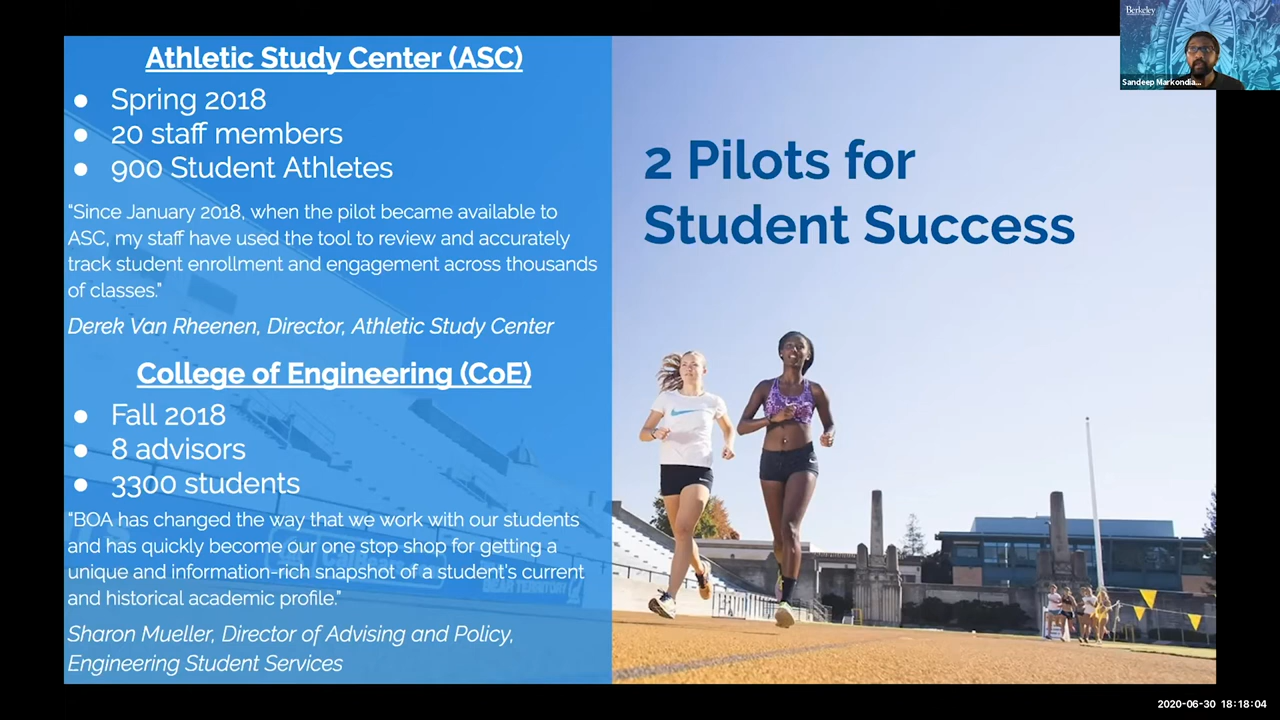 Athletic Study Center (ASC)
● Spring 2018
● 20 staff members
● 900 Student Athletes
“Since January 2018, when the pilot became available to
ASC, my staff have used the tool to review and accurately
track student enrollment and engagement across thousands
of classes.”
Derek Van Rheenen, Director, Athletic Study Center
College of Engineering (CoE)
● Fall 2018
● 8 advisors
● 3300 students
“BOA has changed the way that we work with our students
and has quickly become our one stop shop for getting a
unique and information-rich snapshot of a student's current
and historical academic profile.”
Sharon Mueller, Director of Advising and Policy,
Engineering Student Services
2 Pilots for
Student Success
Berkeley
Sandeep Markondia...
2020-06-30 18:18:04